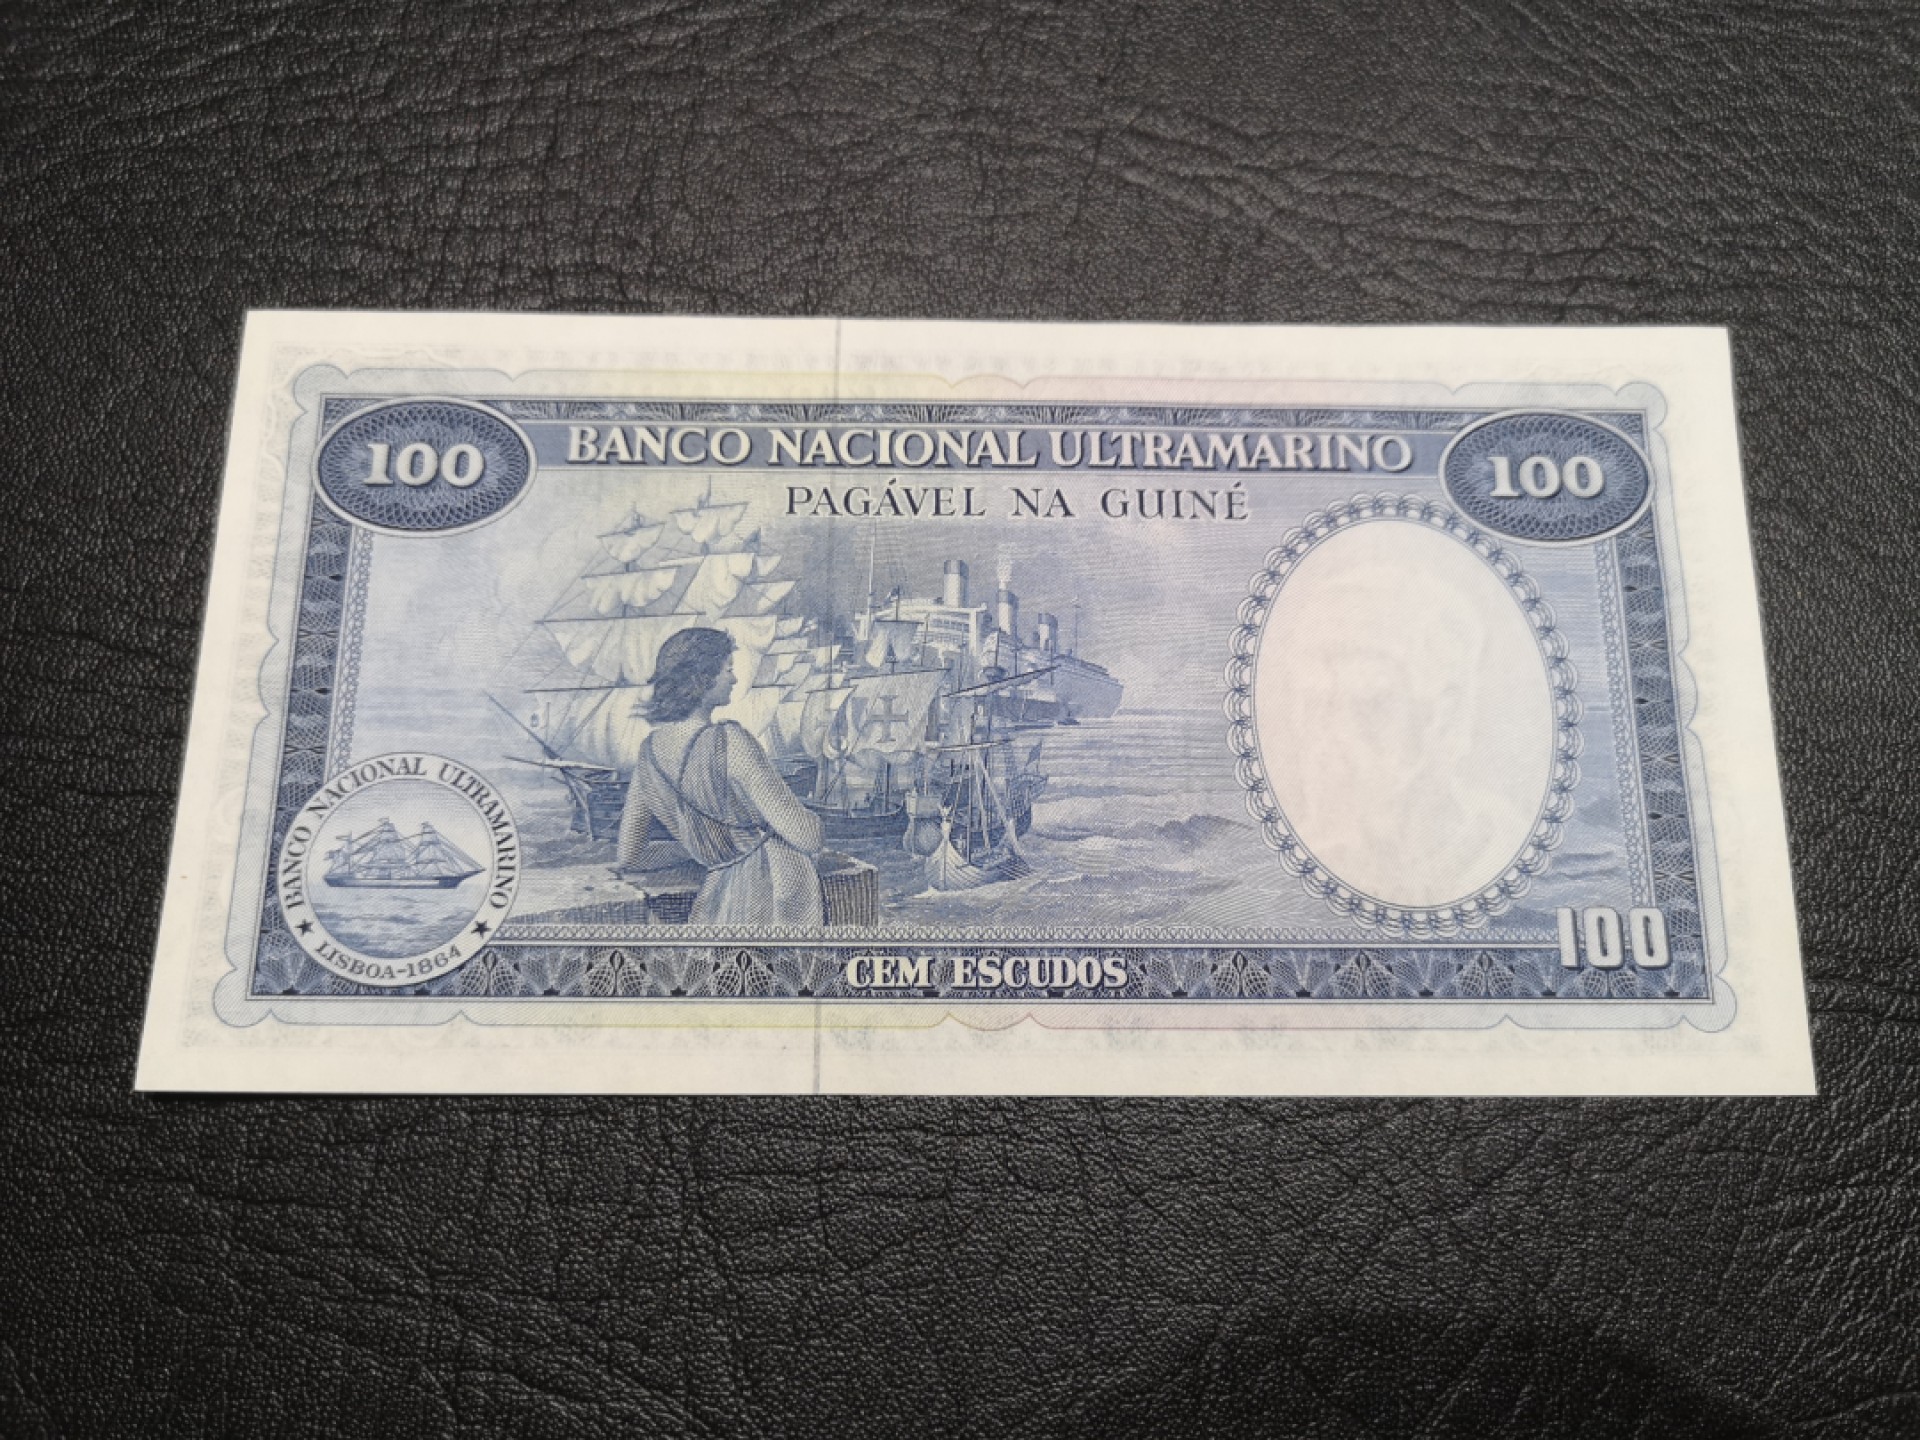 100
BANCO NACIONAL ULTRAMARINO
100
PAGÁVEL NA GUINÉ
BANCO NACIONAL ULTRAMARINO
★ LISBOA-1864 ★
CEM ESCUDOS
100